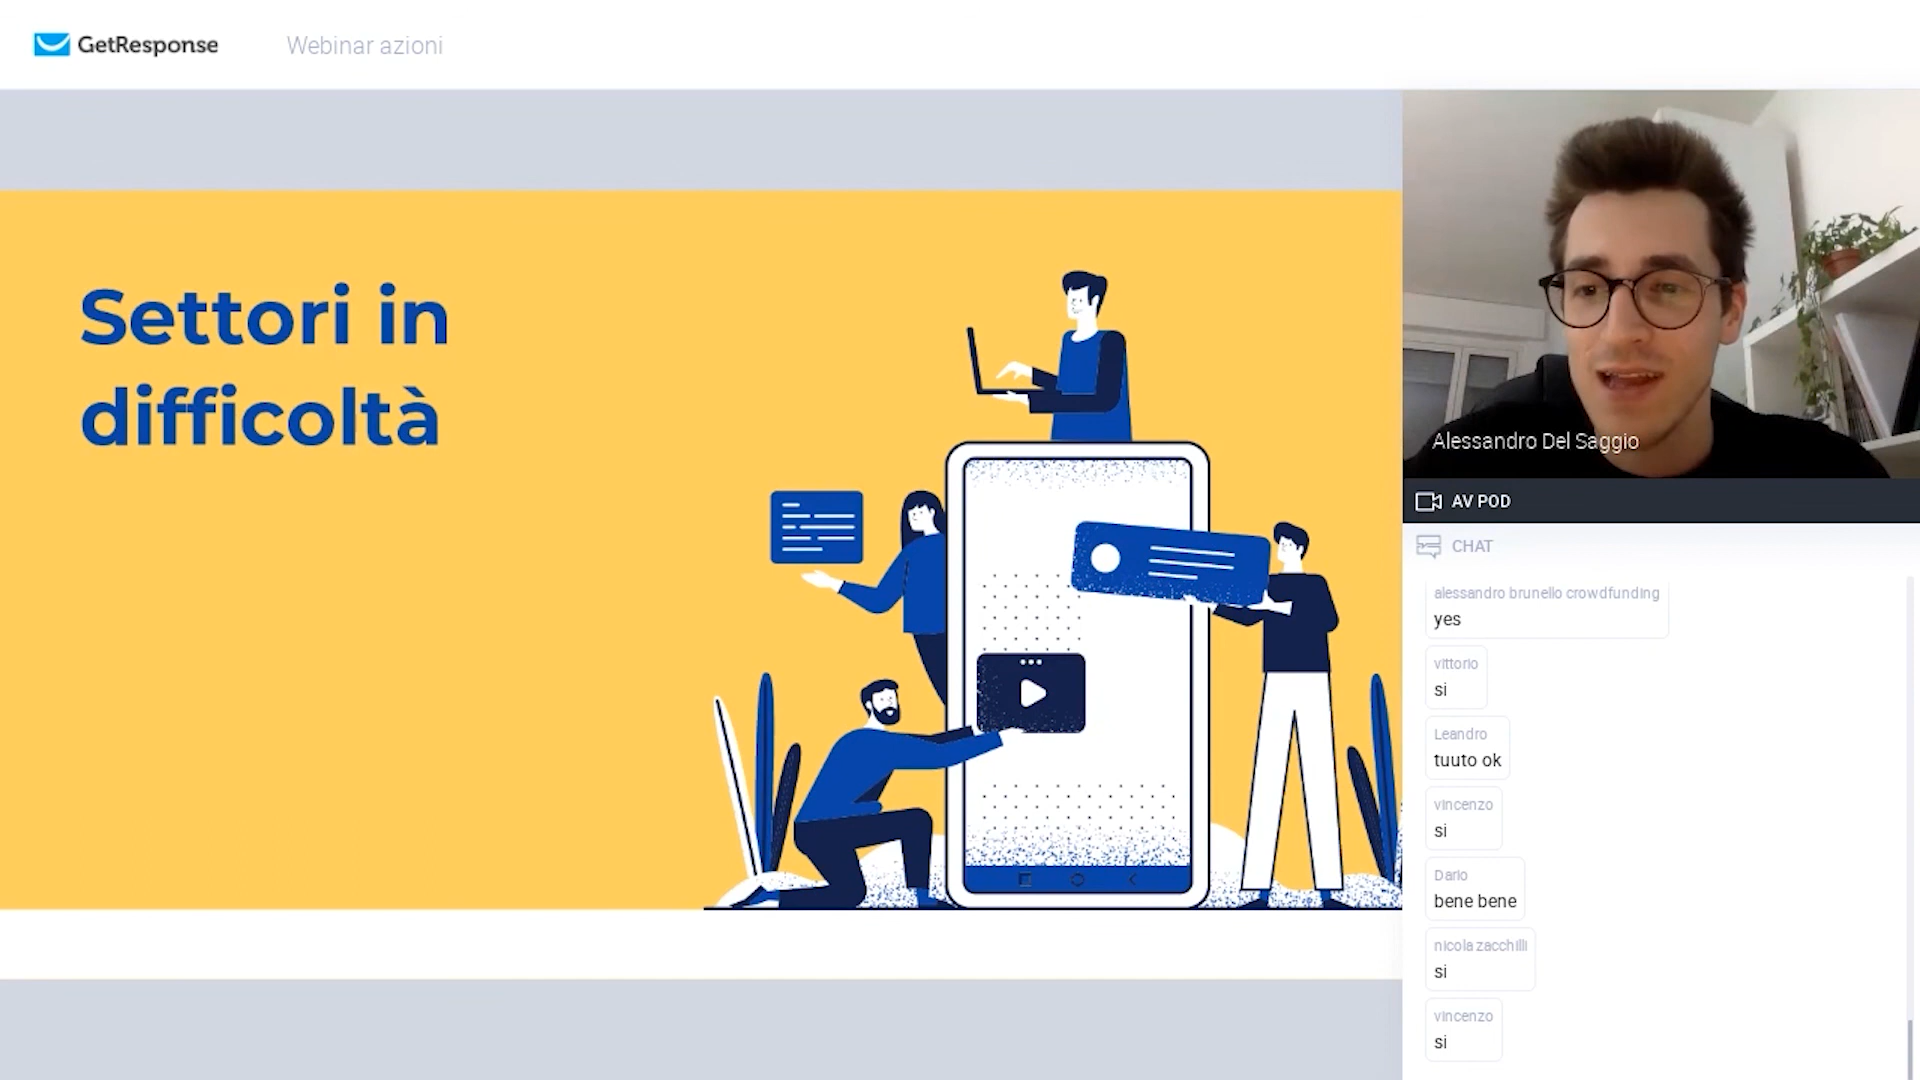 GetResponse
Webinar azioni
Settori in
difficoltà
Alessandro Del Saggio
AV POD
CHAT
alessandro brunello crowdfunding
yes
vittorio
si
Leandro
tuuto ok
vincenzo
si
Dario
bene bene
nicola zacchilli
si
vincenzo
si